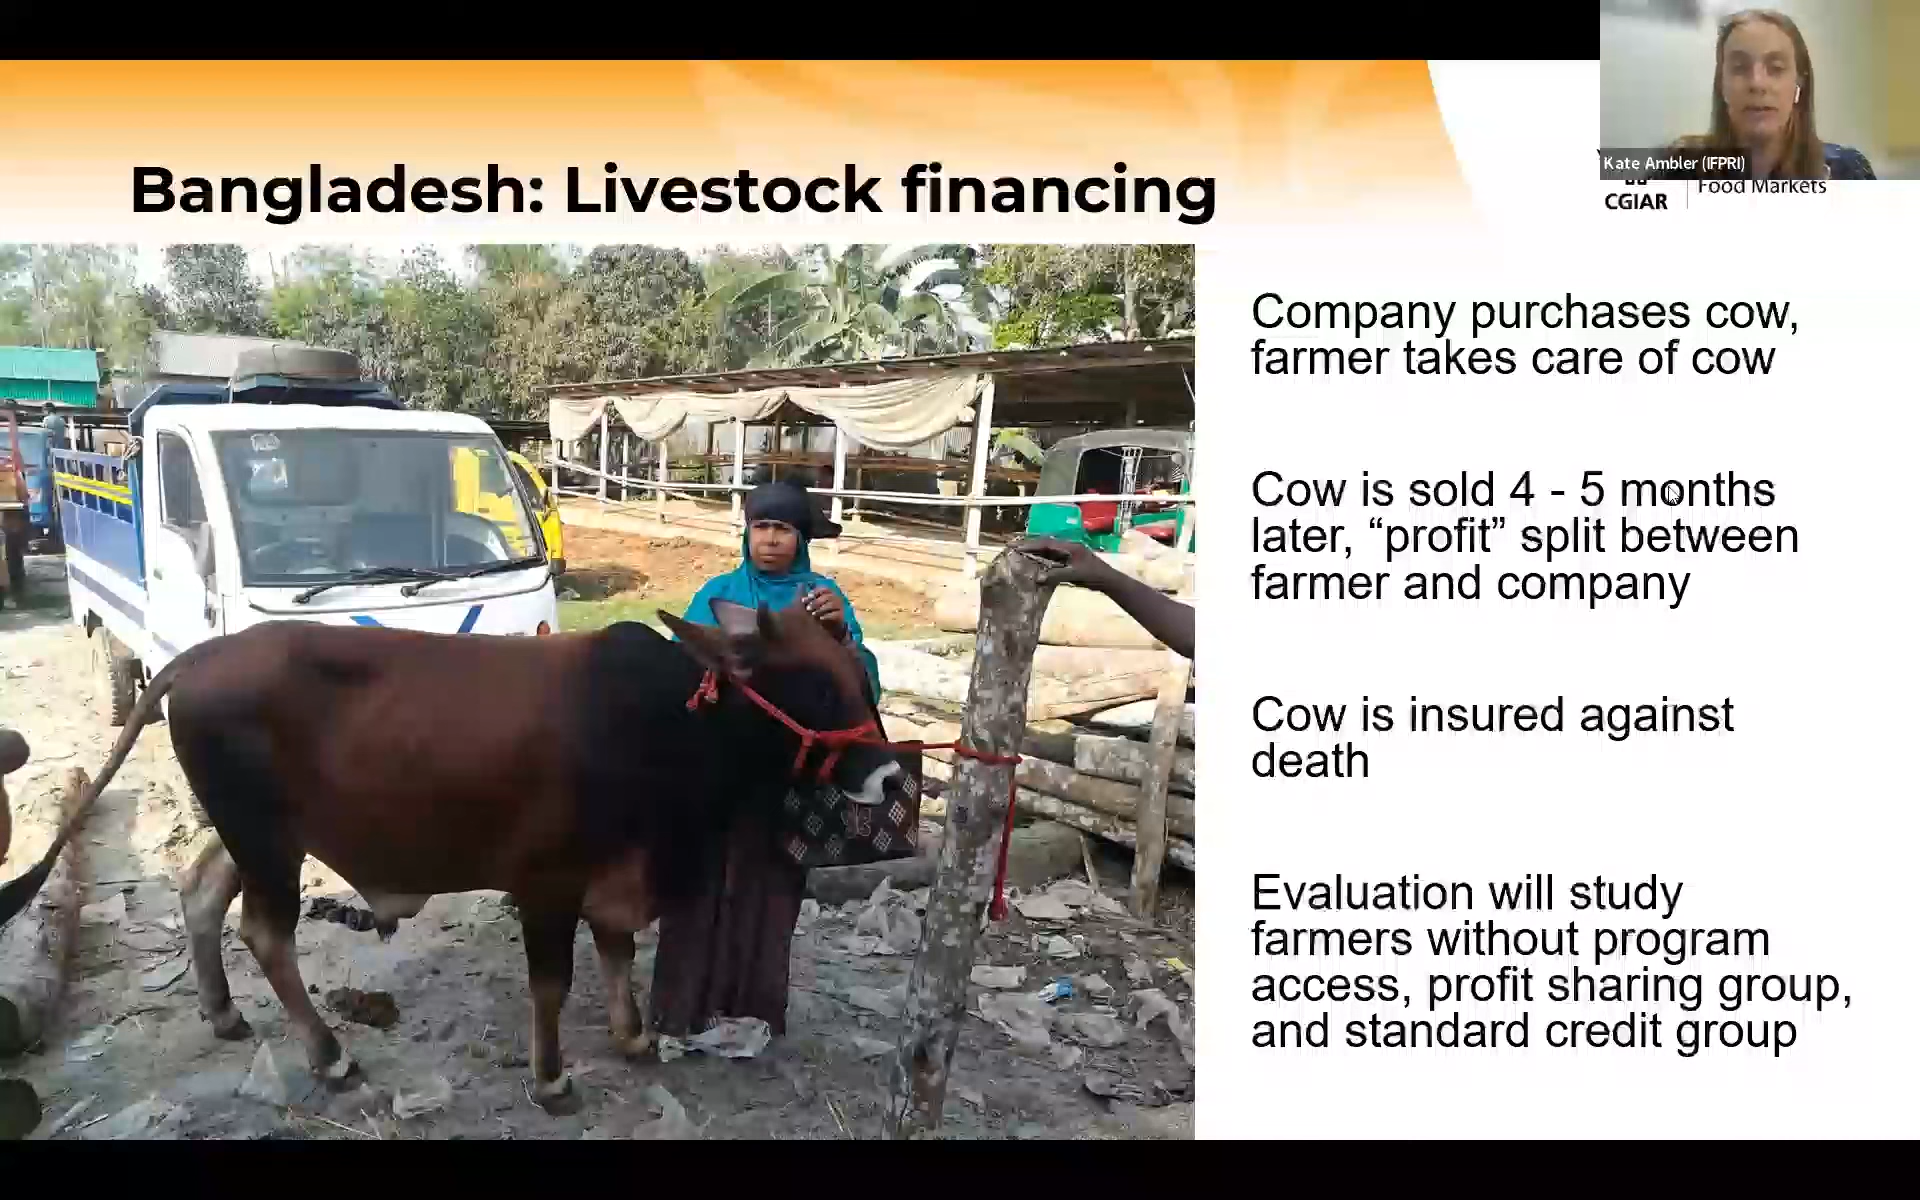 Kate Ambler (IFPRI)
Food Markets
CGIAR
Bangladesh: Livestock financing
Company purchases cow,
farmer takes care of cow
Cow is sold 4 - 5 months
later, “profit” split between
farmer and company
Cow is insured against
death
Evaluation will study
farmers without program
access, profit sharing group,
and standard credit group